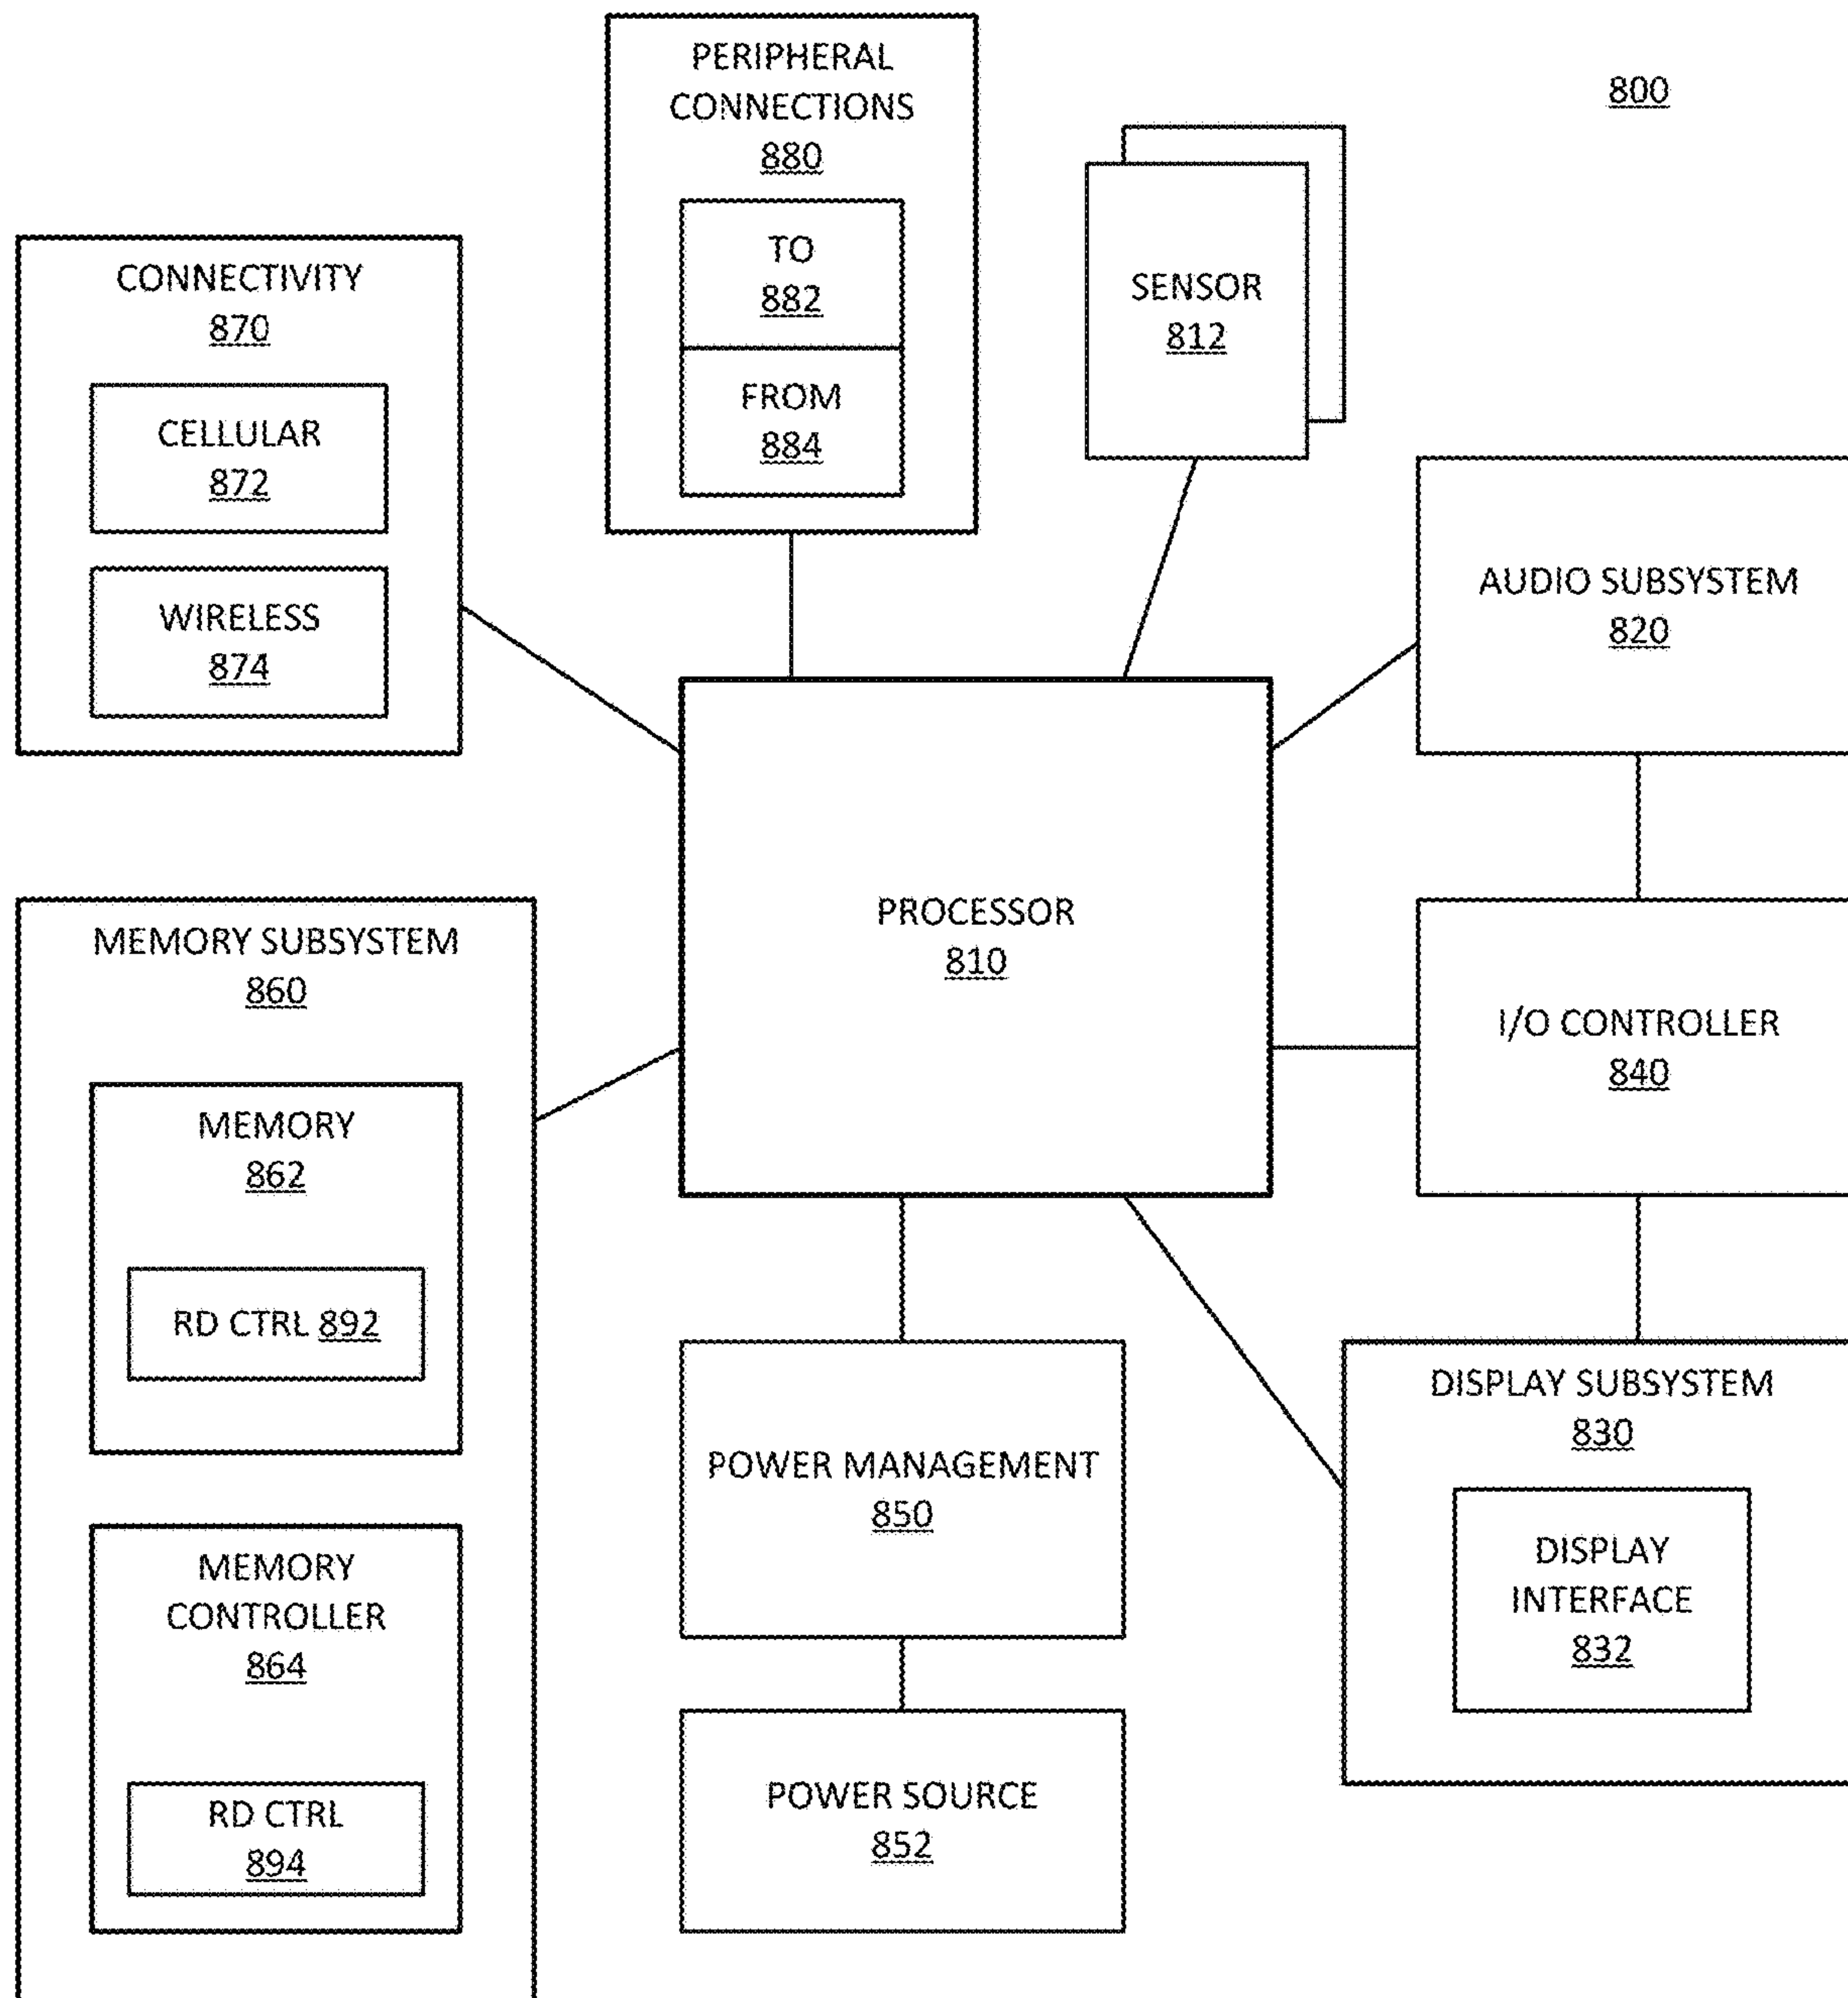 800
PERIPHERAL
CONNECTIONS
880
TO
882
FROM
884
SENSOR
812
CONNECTIVITY
870
CELLULAR
872
WIRELESS
874
AUDIO SUBSYSTEM
820
PROCESSOR
810
MEMORY SUBSYSTEM
860
MEMORY
862
RD CTRL 892
MEMORY
CONTROLLER
864
RD CTRL
894
I/O CONTROLLER
840
POWER MANAGEMENT
850
POWER SOURCE
852
DISPLAY SUBSYSTEM
830
DISPLAY
INTERFACE
832